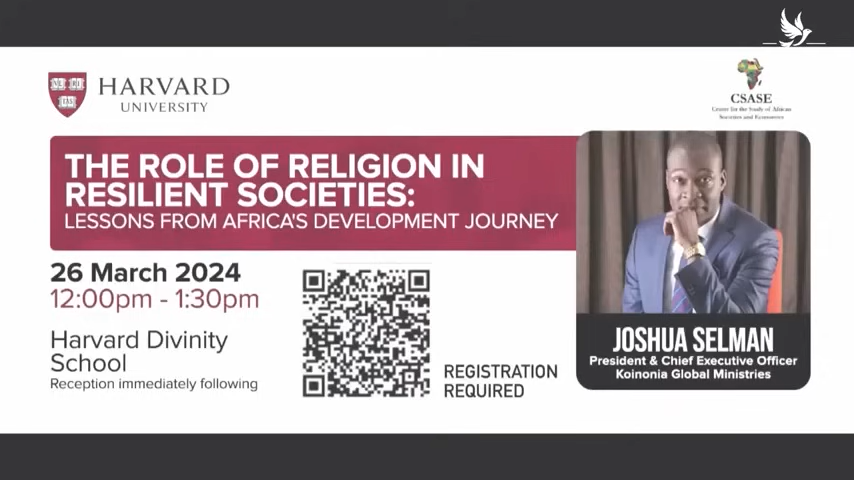 HARVARD
UNIVERSITY
CSASE
Center for the Study of African
Societies and Economies
THE ROLE OF RELIGION IN
RESILIENT SOCIETIES:
LESSONS FROM AFRICA'S DEVELOPMENT JOURNEY
26 March 2024
12:00pm - 1:30pm
Harvard Divinity
School
Reception immediately following
REGISTRATION
REQUIRED
JOSHUA SELMAN
President & Chief Executive Officer
Koinonia Global Ministries